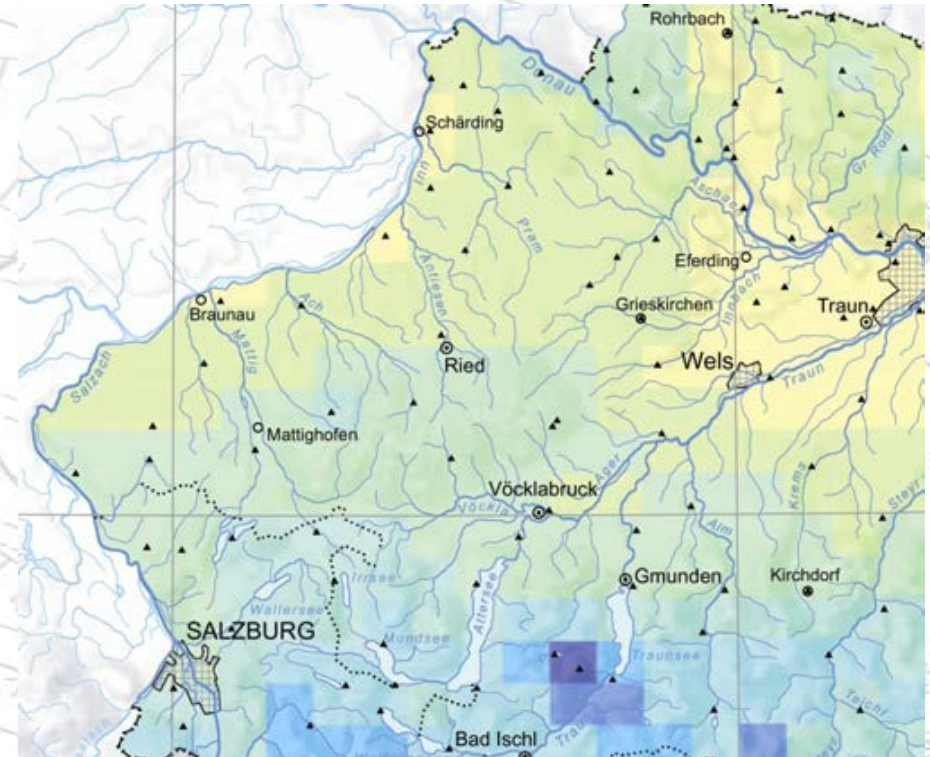 Rohrbach
Donau
Schärding
Gr. Rodl
Inn
Aschach
Pram
Eferding
Antiesen
Innbach
Grieskirchen
Ach
Braunau
Traun
Mattig
Ried
Wels
Traun
Salzach
Mattighofen
Ager
Krems
Vöcklabruck
Vöckla
Steyr
Alm
Irrsee
Attersee
Gmunden
Kirchdorf
Wallersee
SALZBURG
Mondsee
Traunsee
Teichl
Bad Ischl
Traun